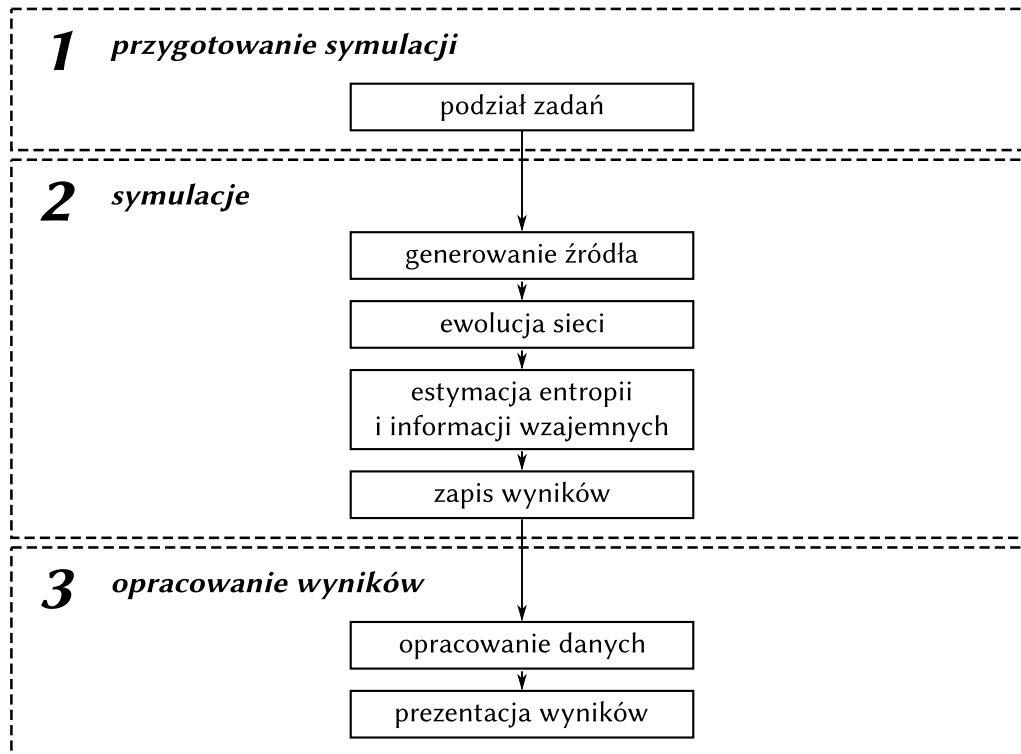 1 przygotowanie symulacji
podział zadań
2 symulacje
generowanie źródła
ewolucja sieci
estymacja entropii
i informacji wzajemnych
zapis wyników
3 opracowanie wyników
opracowanie danych
prezentacja wyników